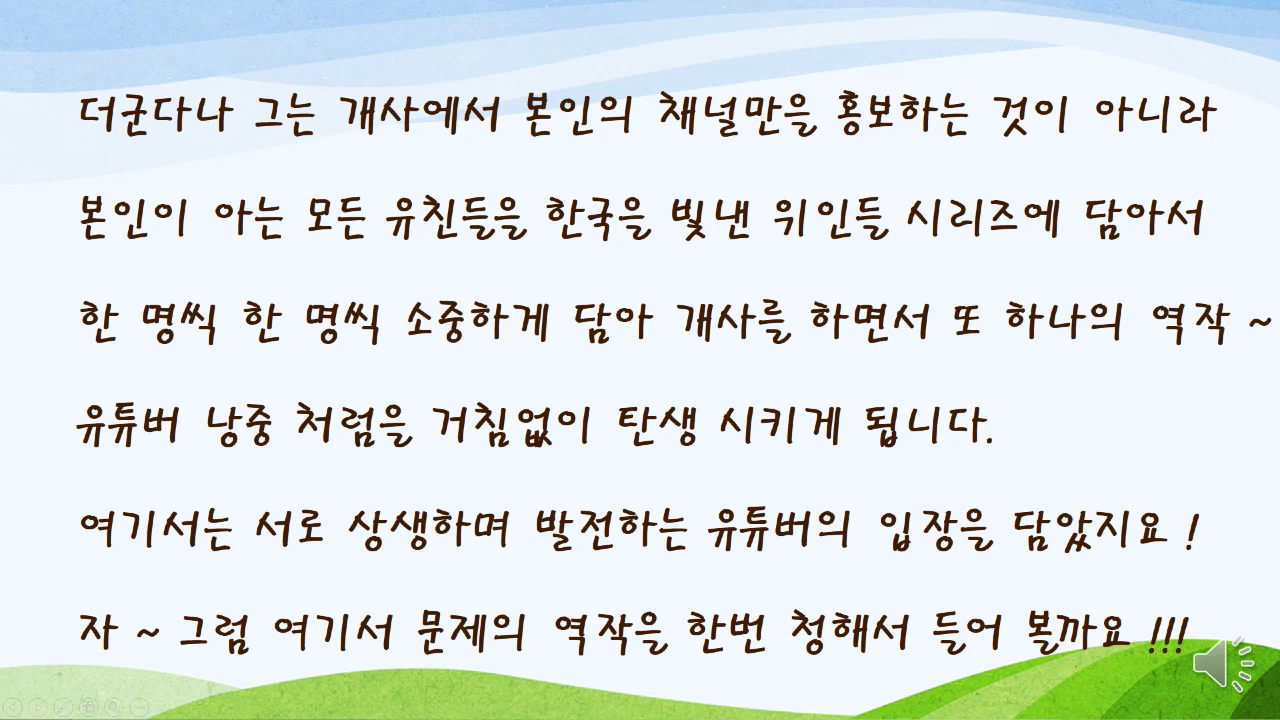 더군다나 그는 개사에서 본인의 채널만을 홍보하는 것이 아니라
본인이 아는 모든 유친들을 한국을 빛낸 위인들 시리즈에 담아서
한 명씩 한 명씩 소중하게 담아 개사를 하면서 또 하나의 역작 ~
유튜버 낭중 처럼을 거침없이 탄생 시키게 됩니다.
여기서는 서로 상생하며 발전하는 유튜버의 입장을 담았지요 !
자 ~ 그럼 여기서 문제의 역작을 한번 청해서 들어 볼까요 !!!